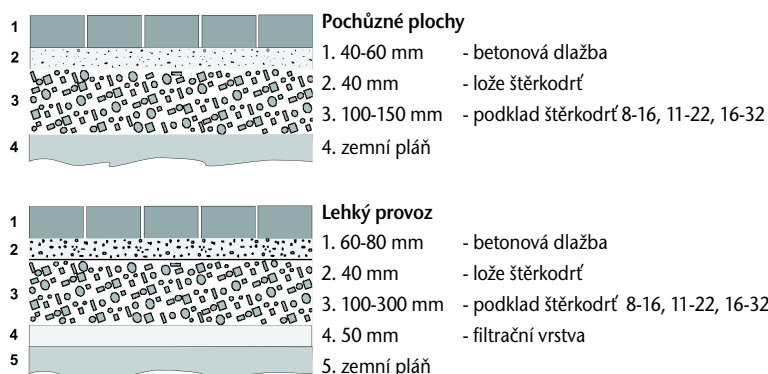 Pochůzné plochy
1
1. 40-60 mm - betonová dlažba
2
2. 40 mm - lože štěrkodrť
3
3. 100-150 mm - podklad štěrkodrť 8-16, 11-22, 16-32
4
4. zemní pláň
Lehký provoz
1
1. 60-80 mm - betonová dlažba
2
2. 40 mm - lože štěrkodrť
3
3. 100-300 mm - podklad štěrkodrť 8-16, 11-22, 16-32
4
4. 50 mm - filtrační vrstva
5
5. zemní pláň